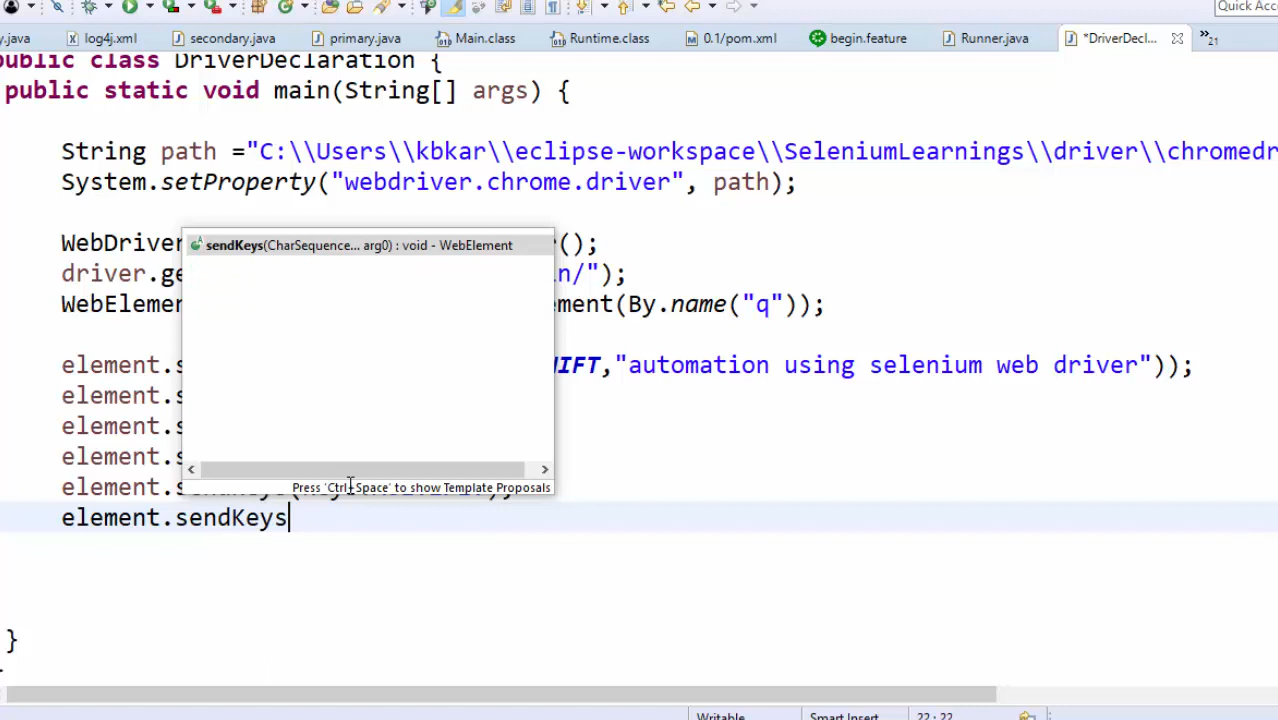 Quick Acc
.java log4j.xml secondary.java primary.java Main.class Runtime.class 0.1/pom.xml begin.feature Runner.java *DriverDecl... »21
public class DriverDeclaration {
public static void main(String[] args) {
String path ="C:\\Users\\kbkar\\eclipse-workspace\\SeleniumLearnings\\driver\\chromedr
System.setProperty("webdriver.chrome.driver", path);
WebDriver ();
driver.ge n/");
WebElemen ement(By.name("q"));
element.s HIFT,"automation using selenium web driver"));
element.s
element.s
element.s
element.s
element.sendKeys
sendKeys(CharSequence... arg0) : void - WebElement
Press 'Ctrl+Space' to show Template Proposals
}
Writable Smart Insert 22 : 22